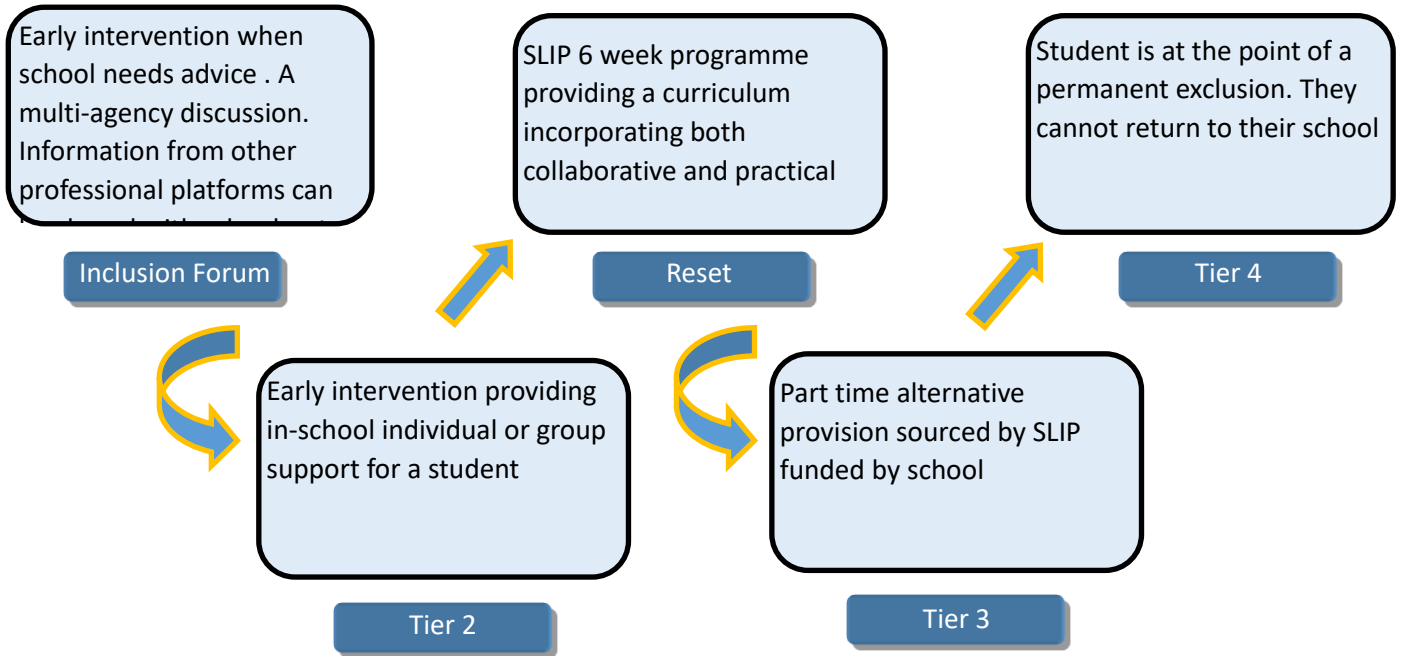 Early intervention when
school needs advice . A
multi-agency discussion.
Information from other
professional platforms can
Inclusion Forum
Early intervention providing
in-school individual or group
support for a student
Tier 2
SLIP 6 week programme
providing a curriculum
incorporating both
collaborative and practical
Reset
Part time alternative
provision sourced by SLIP
funded by school
Tier 3
Student is at the point of a
permanent exclusion. They
cannot return to their school
Tier 4